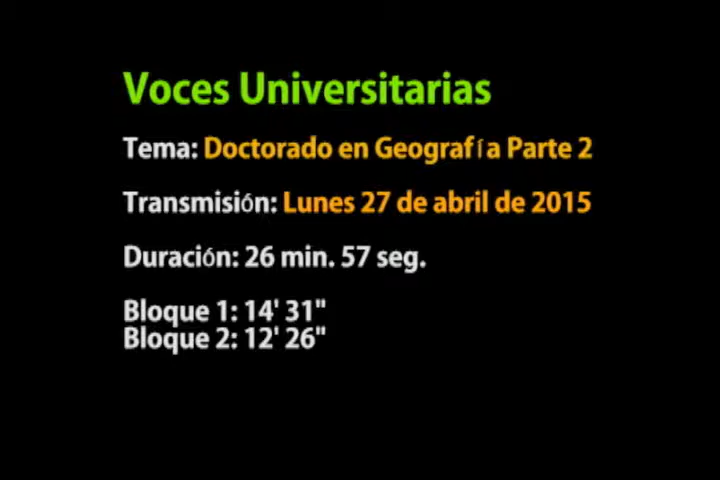 Voces Universitarias
Tema: Doctorado en Geografía Parte 2
Transmisión: Lunes 27 de abril de 2015
Duración: 26 min. 57 seg.
Bloque 1: 14' 31"
Bloque 2: 12' 26"